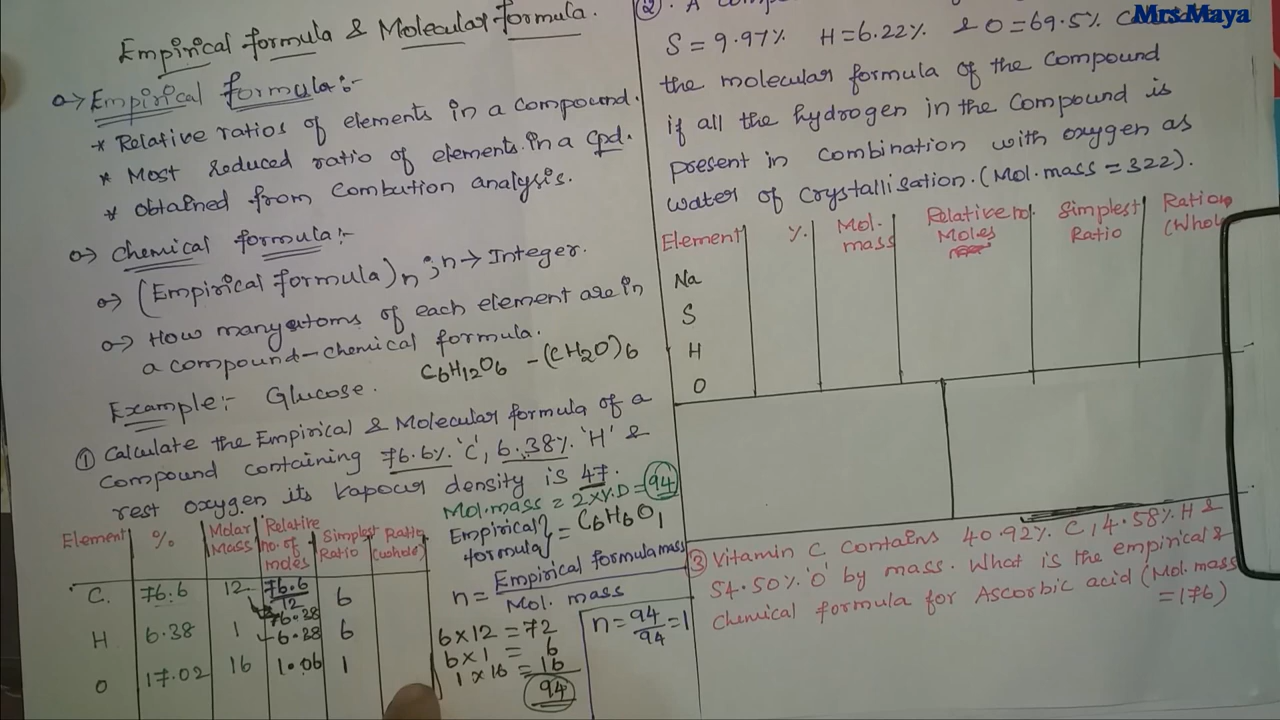 Empirical formula & Molecular formula.
Empirical formula:-
* Relative ratios of elements in a compound.
* Most reduced ratio of elements in a cpd.
* obtained from combution analysis.
Chemical formula:-
(Empirical formula)n ; n → Integer.
How many atoms of each element are in
a compound - chemical formula.
Example:- Glucose. C6H12O6 - (CH2O)6
① Calculate the Empirical & Molecular formula of a
compound containing 76.6% 'C', 6.38% 'H' &
rest oxygen its vapour density is 47.
Mol.mass = 2×V.D = 94
Element % Molar Mass Relative no. of moles Simplest Ratio Ratio (whole)
C. 76.6 12 76.6/12 6
H 6.38 1 6.38 6
O 17.02 16 1.06 1
Empirical formula } = C6H6O1
n = Empirical formula mass / Mol. mass
6×12 = 72
6×1 = 6
1×16 = 16
94
n = 94/94 = 1
② . A
S = 9.97% H = 6.22% & O = 69.5%
the molecular formula of the compound
if all the hydrogen in the compound is
present in combination with oxygen as
water of crystallisation. (Mol. mass = 322).
Element % Mol. mass Relative no. Moles Simplest Ratio Ratio (Whol
Na
S
H
O
③ Vitamin C contains 40.92% C, 4.58% H &
54.50% 'O' by mass. What is the empirical &
chemical formula for Ascorbic acid (Mol. mass
= 176)
Mrs Maya